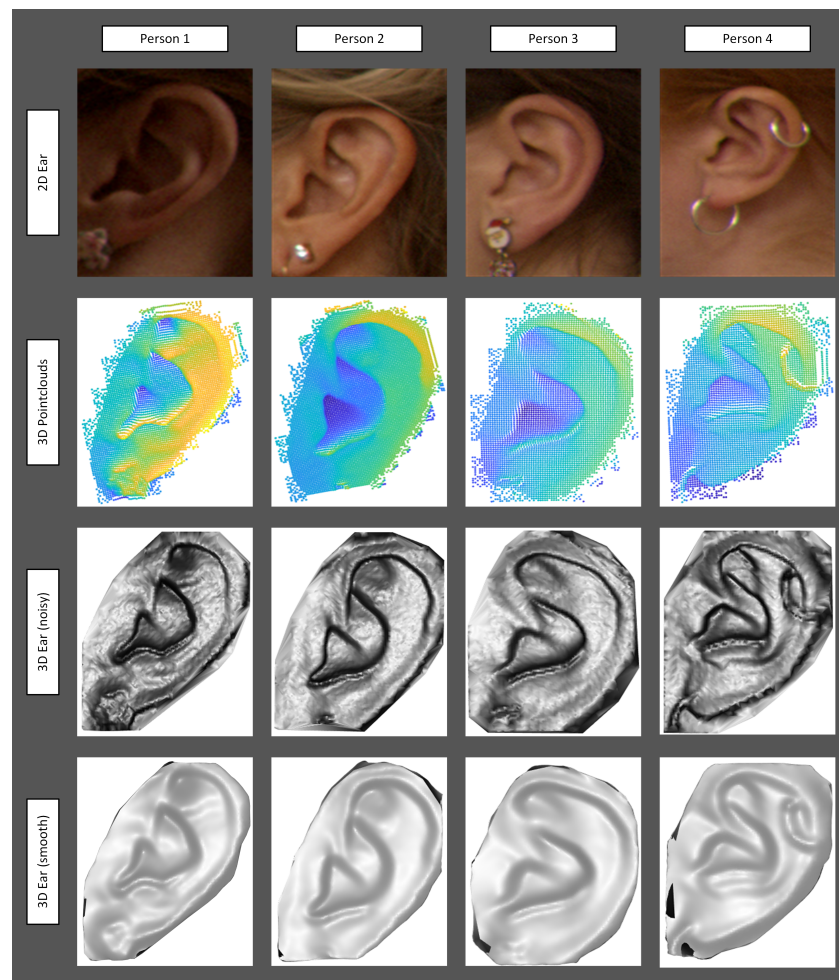 Person 1
Person 2
Person 3
Person 4
2D Ear
3D Pointclouds
3D Ear (noisy)
3D Ear (smooth)